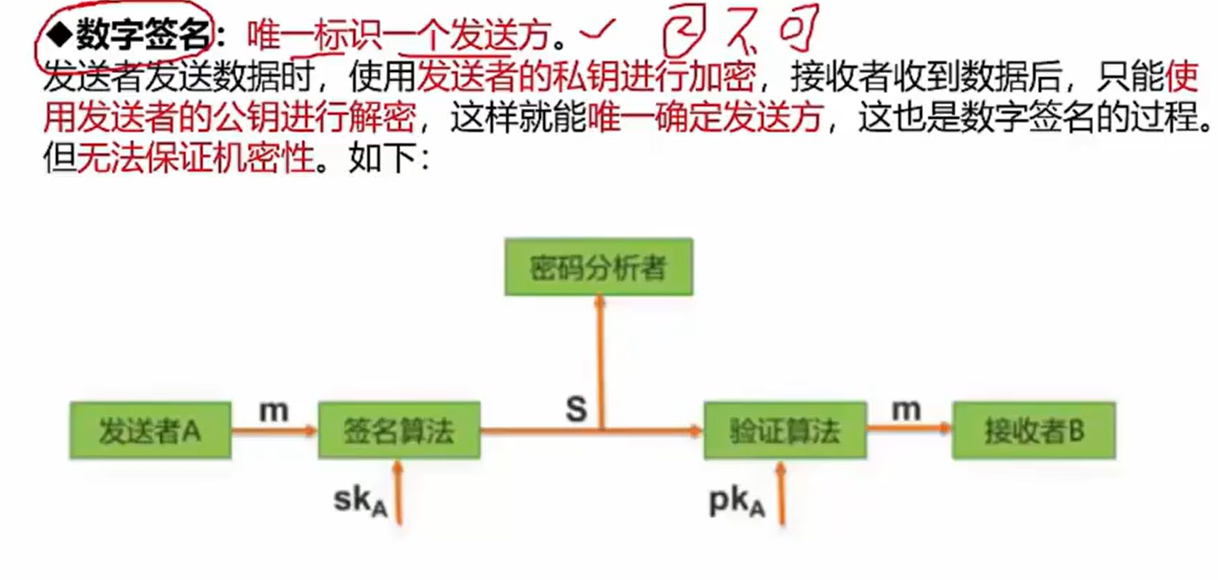 ◆数字签名：唯一标识一个发送方。✓ 不可
发送者发送数据时，使用发送者的私钥进行加密，接收者收到数据后，只能使
用发送者的公钥进行解密，这样就能唯一确定发送方，这也是数字签名的过程。
但无法保证机密性。如下：
密码分析者
发送者A
m
签名算法
S
验证算法
m
接收者B
skA
pkA